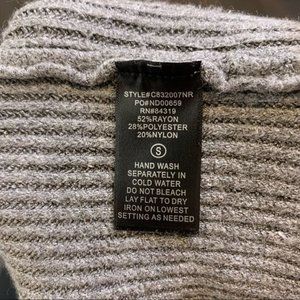 STYLE#C832007NR
PO#ND00659
RN#84319
52%RAYON
28%POLYESTER
20%NYLON
S
HAND WASH
SEPARATELY IN
COLD WATER
DO NOT BLEACH
LAY FLAT TO DRY
IRON ON LOWEST
SETTING AS NEEDED